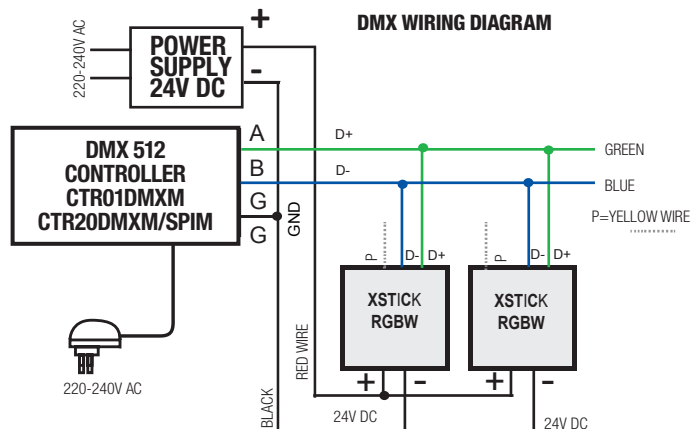 DMX WIRING DIAGRAM
220-240V AC
POWER
SUPPLY
24V DC
+
-
DMX 512
CONTROLLER
CTR01DMXM
CTR20DMXM/SPIM
A
B
G
G
GND
D+
D-
GREEN
BLUE
P=YELLOW WIRE
P
D-
D+
P
D-
D+
XSTICK
RGBW
XSTICK
RGBW
+
-
+
-
RED WIRE
BLACK
24V DC
24V DC
220-240V AC